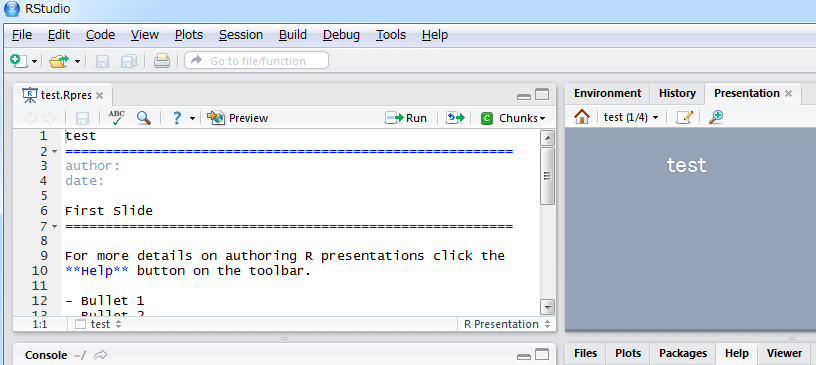 RStudio
File Edit Code View Plots Session Build Debug Tools Help
Go to file/function
test.Rpres
ABC Preview Run Chunks
1 test
2 =========================================================
3 author:
4 date:
5
6 First Slide
7 =========================================================
8
9 For more details on authoring R presentations click the
10 **Help** button on the toolbar.
11
12 - Bullet 1
13 - Bullet 2
1:1 test R Presentation
Console ~/
Environment History Presentation
test (1/4)
test
Files Plots Packages Help Viewer